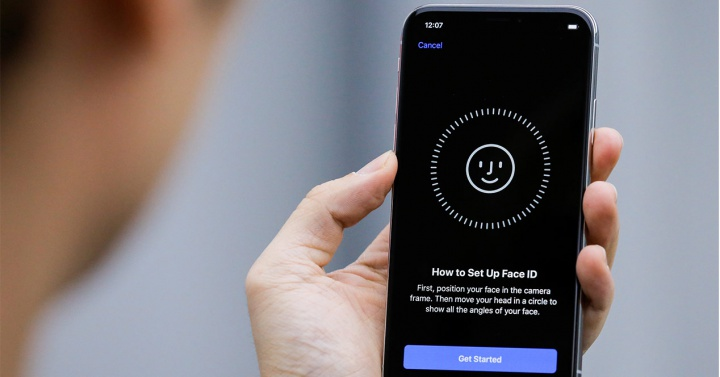 12:07
Cancel
How to Set Up Face ID
First, position your face in the camera
frame. Then move your head in a circle to
show all the angles of your face.
Get Started